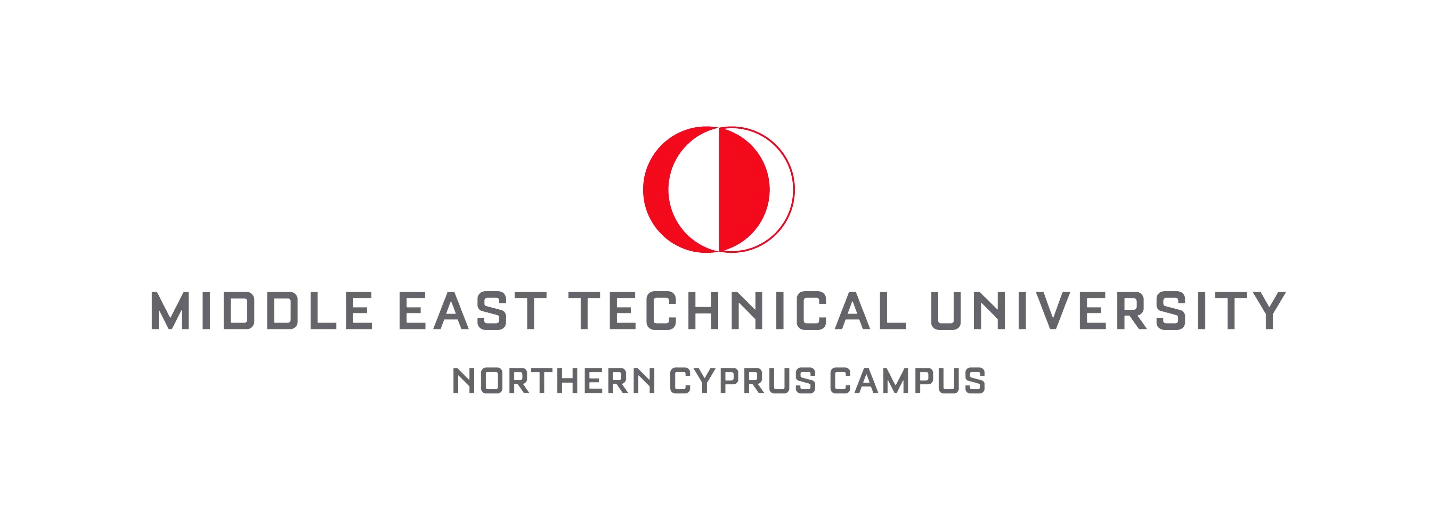 MIDDLE EAST TECHNICAL UNIVERSITY
NORTHERN CYPRUS CAMPUS